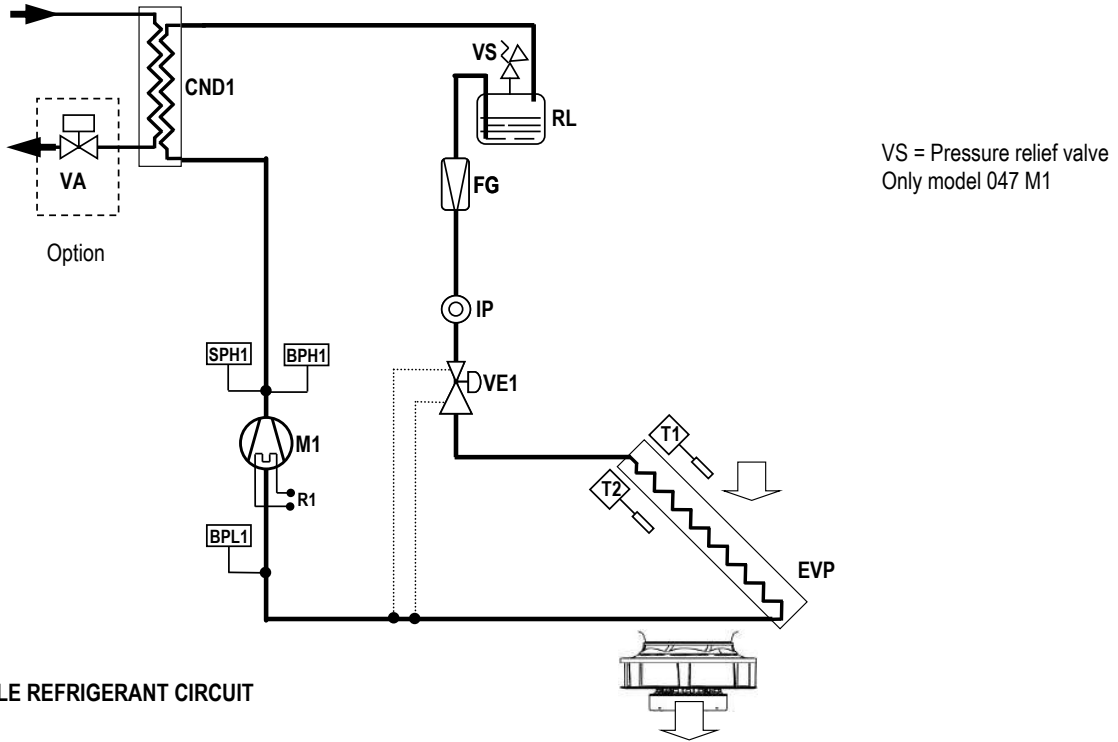 VS
CND1
RL
VS = Pressure relief valve
Only model 047 M1
VA
FG
Option
IP
SPH1
BPH1
VE1
M1
T1
R1
T2
BPL1
EVP
LE REFRIGERANT CIRCUIT